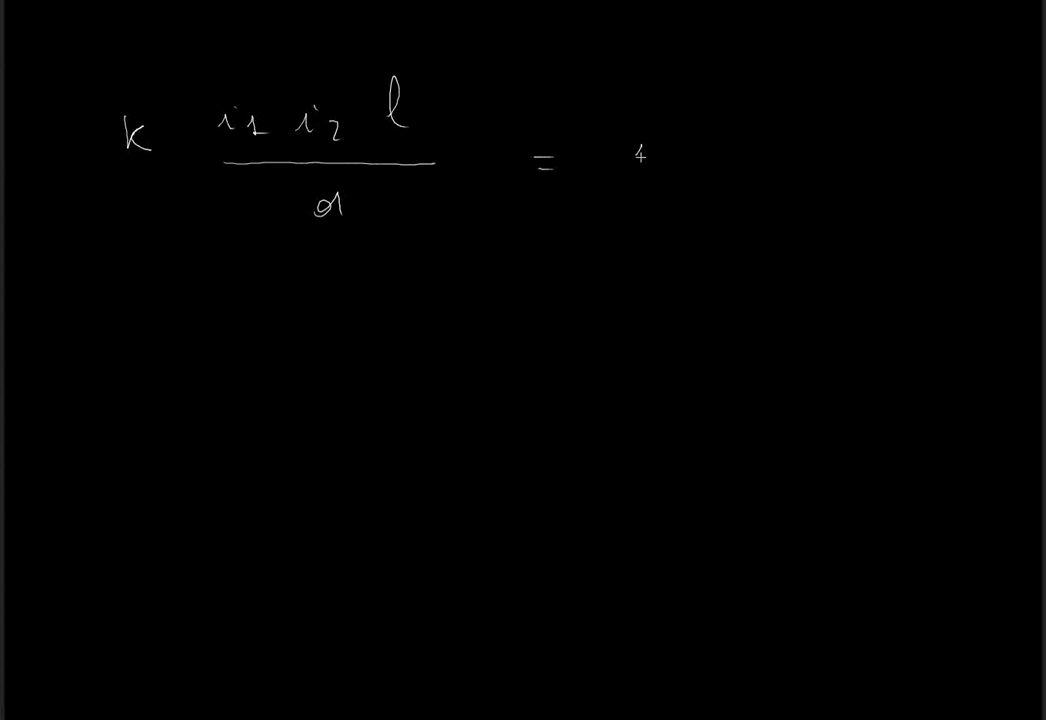 k i₁ i₂ l / d = 4